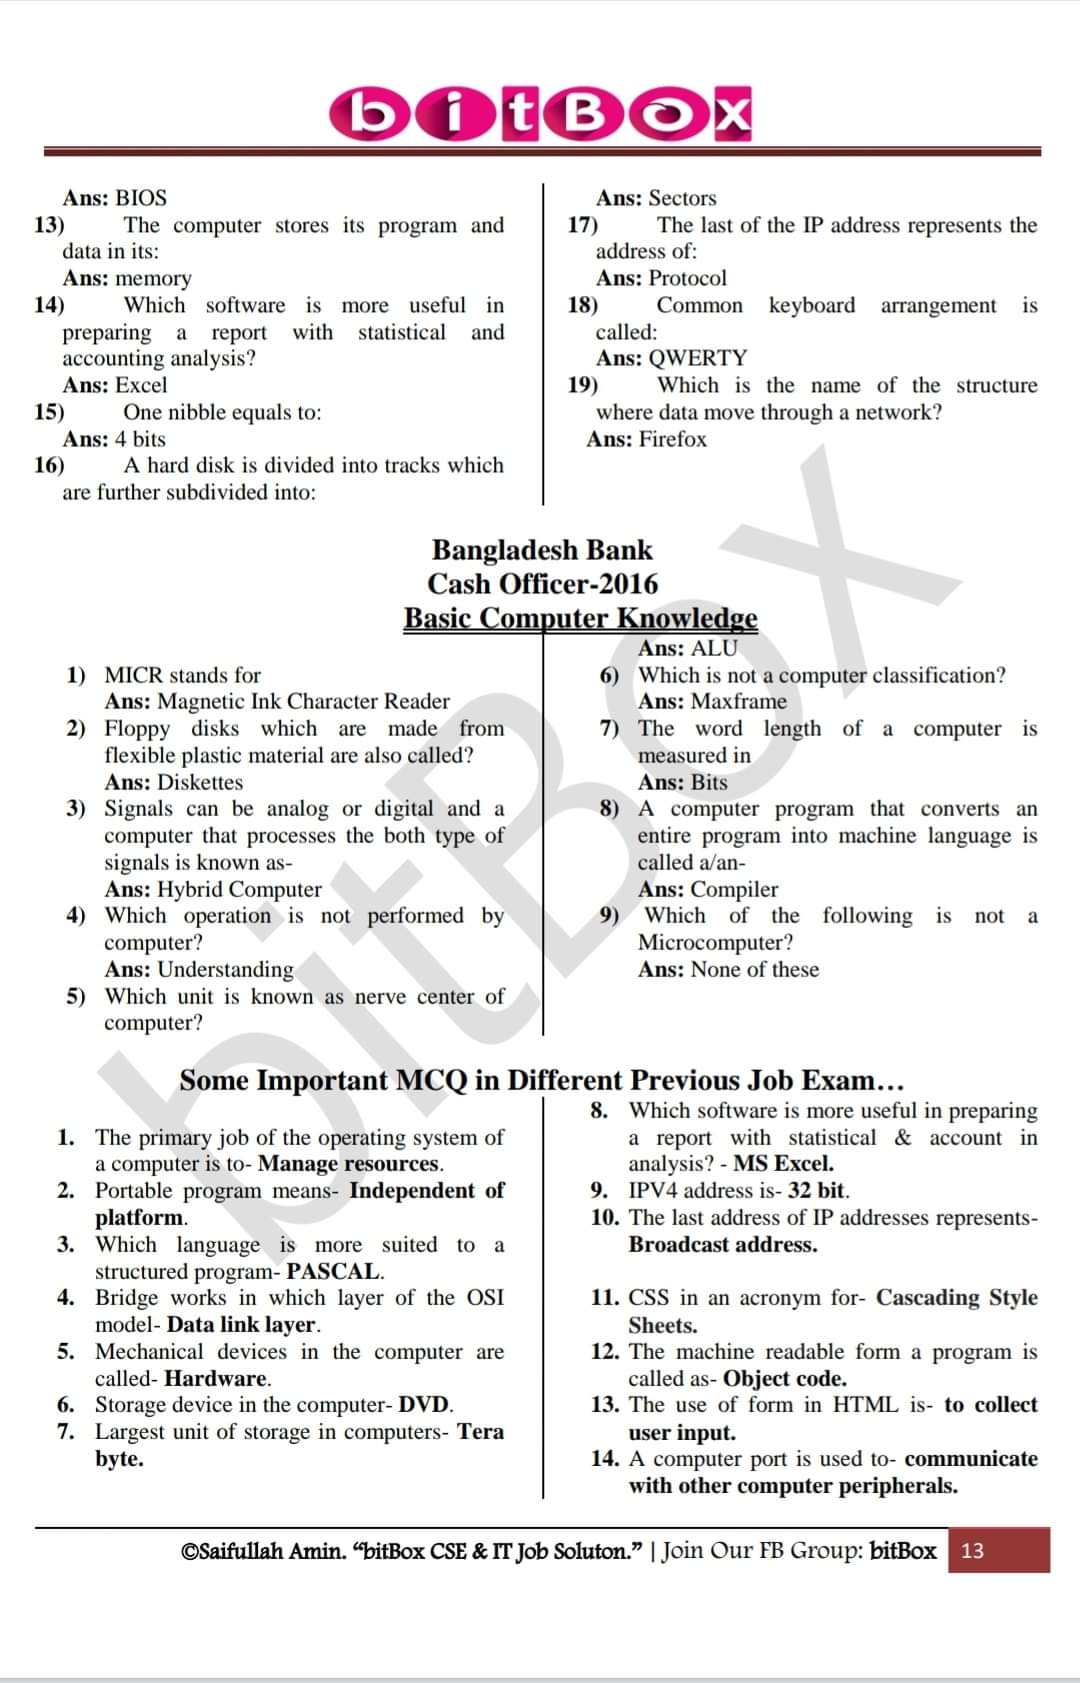 bitBox
Ans: BIOS
13) The computer stores its program and
data in its:
Ans: memory
14) Which software is more useful in
preparing a report with statistical and
accounting analysis?
Ans: Excel
15) One nibble equals to:
Ans: 4 bits
16) A hard disk is divided into tracks which
are further subdivided into:
Ans: Sectors
17) The last of the IP address represents the
address of:
Ans: Protocol
18) Common keyboard arrangement is
called:
Ans: QWERTY
19) Which is the name of the structure
where data move through a network?
Ans: Firefox
Bangladesh Bank
Cash Officer-2016
Basic Computer Knowledge
1) MICR stands for
Ans: Magnetic Ink Character Reader
2) Floppy disks which are made from
flexible plastic material are also called?
Ans: Diskettes
3) Signals can be analog or digital and a
computer that processes the both type of
signals is known as-
Ans: Hybrid Computer
4) Which operation is not performed by
computer?
Ans: Understanding
5) Which unit is known as nerve center of
computer?
Ans: ALU
6) Which is not a computer classification?
Ans: Maxframe
7) The word length of a computer is
measured in
Ans: Bits
8) A computer program that converts an
entire program into machine language is
called a/an-
Ans: Compiler
9) Which of the following is not a
Microcomputer?
Ans: None of these
Some Important MCQ in Different Previous Job Exam…
1. The primary job of the operating system of
a computer is to- Manage resources.
2. Portable program means- Independent of
platform.
3. Which language is more suited to a
structured program- PASCAL.
4. Bridge works in which layer of the OSI
model- Data link layer.
5. Mechanical devices in the computer are
called- Hardware.
6. Storage device in the computer- DVD.
7. Largest unit of storage in computers- Tera
byte.
8. Which software is more useful in preparing
a report with statistical & account in
analysis? - MS Excel.
9. IPV4 address is- 32 bit.
10. The last address of IP addresses represents-
Broadcast address.
11. CSS in an acronym for- Cascading Style
Sheets.
12. The machine readable form a program is
called as- Object code.
13. The use of form in HTML is- to collect
user input.
14. A computer port is used to- communicate
with other computer peripherals.
bitBox
©Saifullah Amin. “bitBox CSE & IT Job Soluton.” | Join Our FB Group: bitBox 13